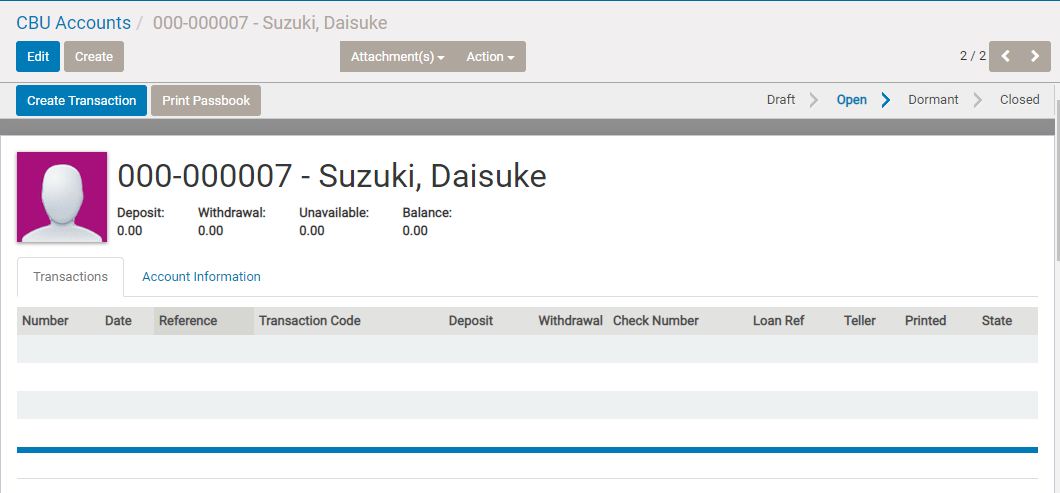 CBU Accounts / 000-000007 - Suzuki, Daisuke
Edit Create Attachment(s) Action 2 / 2
Create Transaction Print Passbook Draft Open Dormant Closed
000-000007 - Suzuki, Daisuke
Deposit: Withdrawal: Unavailable: Balance:
0.00 0.00 0.00 0.00
Transactions Account Information
Number Date Reference Transaction Code Deposit Withdrawal Check Number Loan Ref Teller Printed State